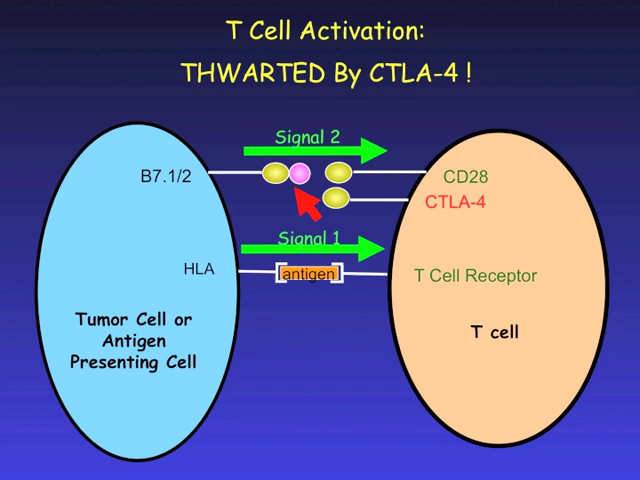 T Cell Activation:
THWARTED By CTLA-4 !
Signal 2
B7.1/2
CD28
CTLA-4
Signal 1
HLA
antigen
T Cell Receptor
Tumor Cell or
Antigen
Presenting Cell
T cell